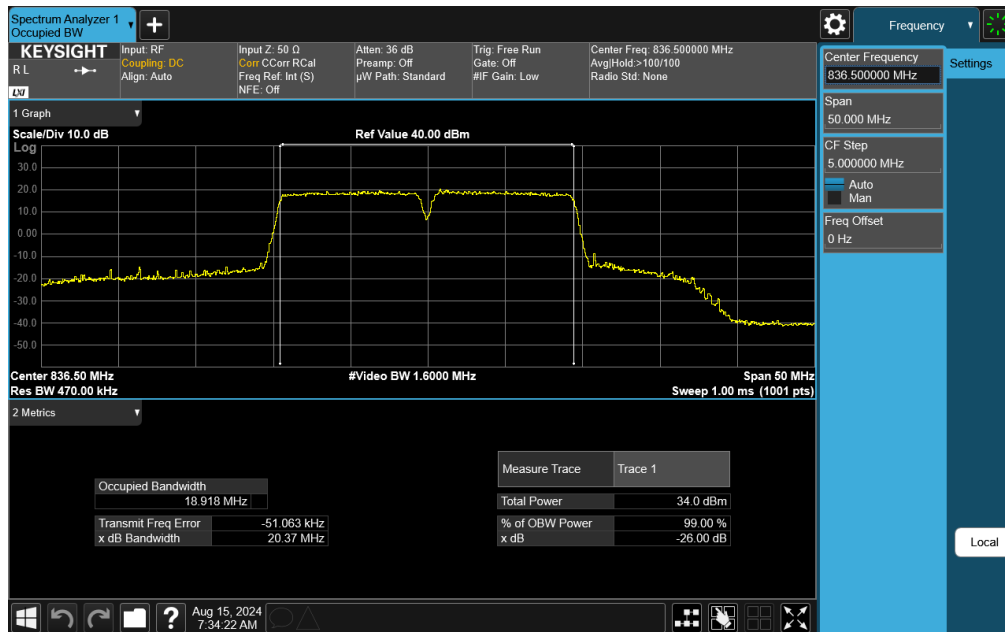 Spectrum Analyzer 1
Occupied BW
Frequency
KEYSIGHT
R L
LXI
Input: RF
Coupling: DC
Align: Auto
Input Z: 50 Ω
Corr CCorr RCal
Freq Ref: Int (S)
NFE: Off
Atten: 36 dB
Preamp: Off
µW Path: Standard
Trig: Free Run
Gate: Off
#IF Gain: Low
Center Freq: 836.500000 MHz
Avg|Hold:>100/100
Radio Std: None
Center Frequency
836.500000 MHz
Settings
Span
50.000 MHz
CF Step
5.000000 MHz
Auto
Man
Freq Offset
0 Hz
1 Graph
Scale/Div 10.0 dB
Ref Value 40.00 dBm
Log
30.0
20.0
10.0
0.00
-10.0
-20.0
-30.0
-40.0
-50.0
Center 836.50 MHz
#Video BW 1.6000 MHz
Span 50 MHz
Res BW 470.00 kHz
Sweep 1.00 ms (1001 pts)
2 Metrics
Measure Trace Trace 1
Occupied Bandwidth
18.918 MHz
Total Power 34.0 dBm
Transmit Freq Error -51.063 kHz
% of OBW Power 99.00 %
x dB Bandwidth 20.37 MHz
x dB -26.00 dB
Local
?
Aug 15, 2024
7:34:22 AM